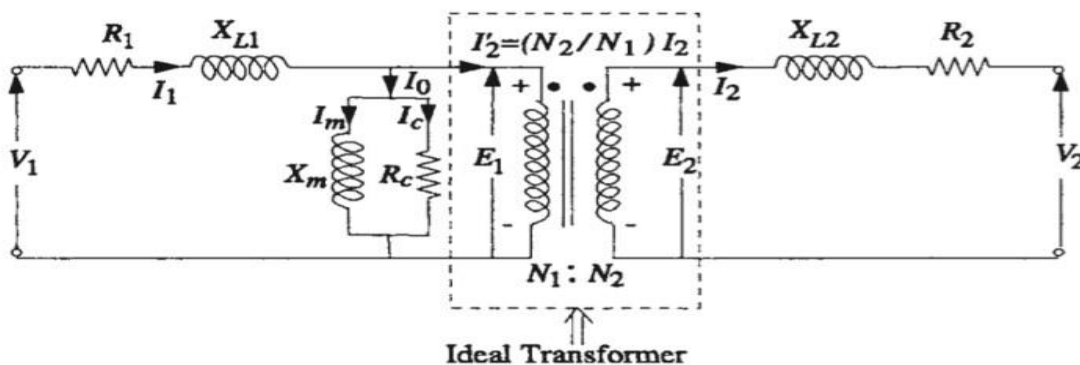 R1
XL1
I'2=(N2/N1) I2
XL2
R2
I1
I0
I2
Im
Ic
V1
Xm
Rc
E1
E2
V2
+
+
-
-
N1 : N2
Ideal Transformer